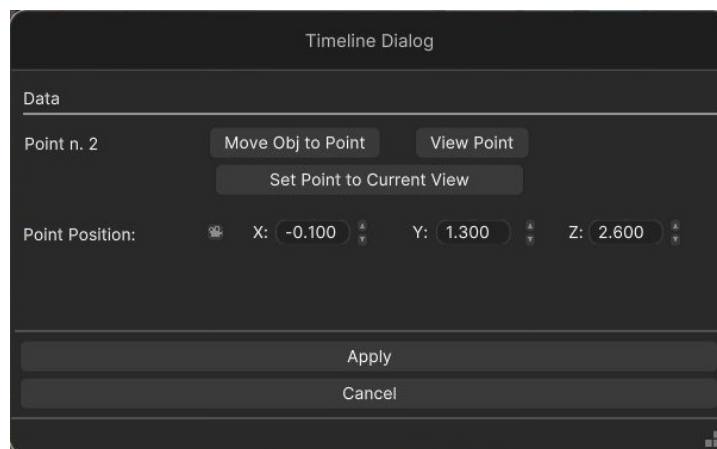 Timeline Dialog
Data
Point n. 2 Move Obj to Point View Point
Set Point to Current View
Point Position: X: -0.100 Y: 1.300 Z: 2.600
Apply
Cancel